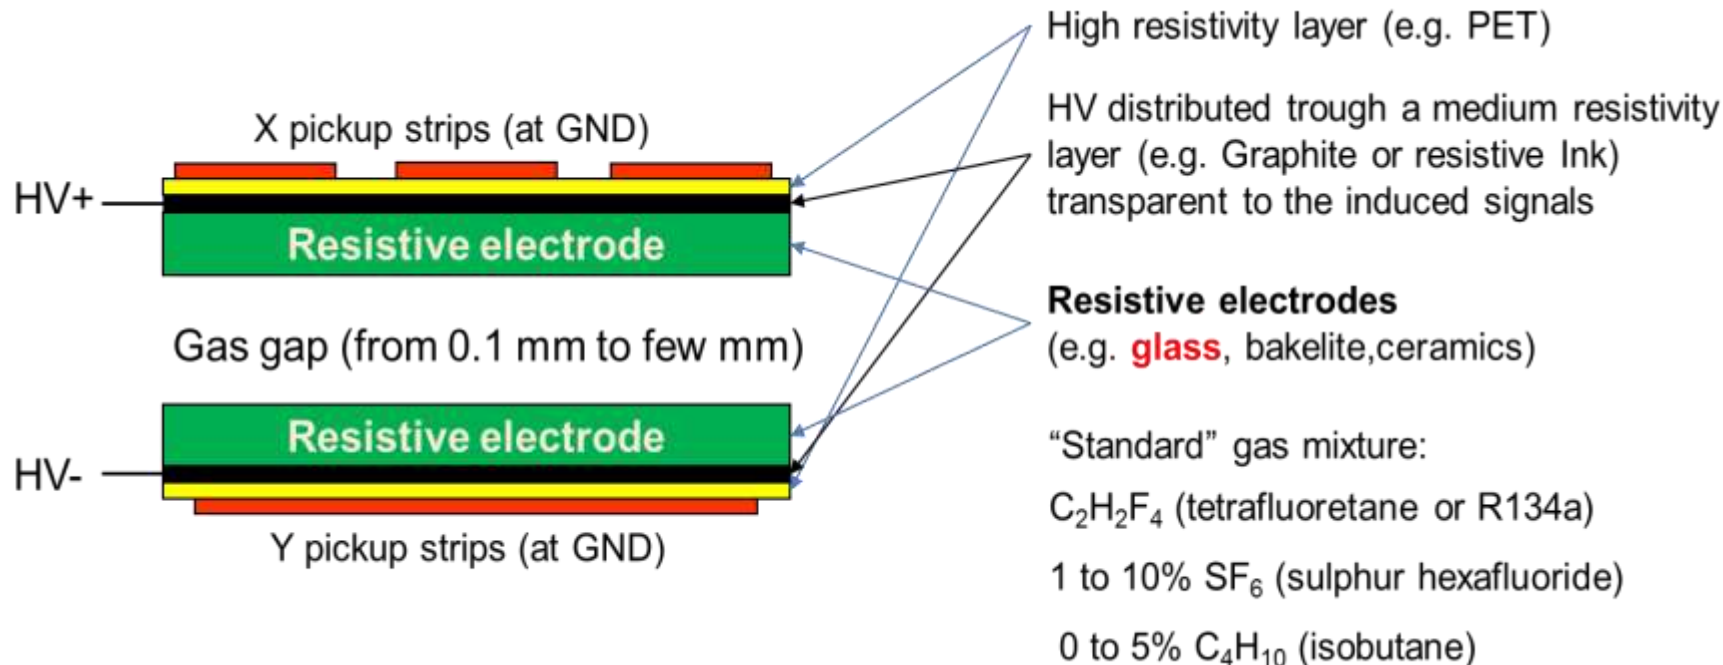 X pickup strips (at GND)
HV+
Resistive electrode
Gas gap (from 0.1 mm to few mm)
Resistive electrode
HV-
Y pickup strips (at GND)
High resistivity layer (e.g. PET)
HV distributed trough a medium resistivity
layer (e.g. Graphite or resistive Ink)
transparent to the induced signals
Resistive electrodes
(e.g. glass, bakelite,ceramics)
“Standard” gas mixture:
C₂H₂F₄ (tetrafluoretane or R134a)
1 to 10% SF₆ (sulphur hexafluoride)
0 to 5% C₄H₁₀ (isobutane)